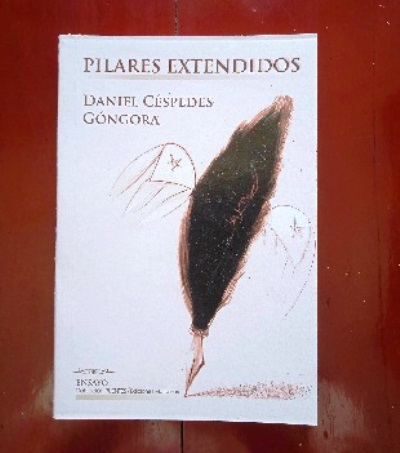 PILARES EXTENDIDOS
DANIEL CÉSPEDES
GÓNGORA
ENSAYO